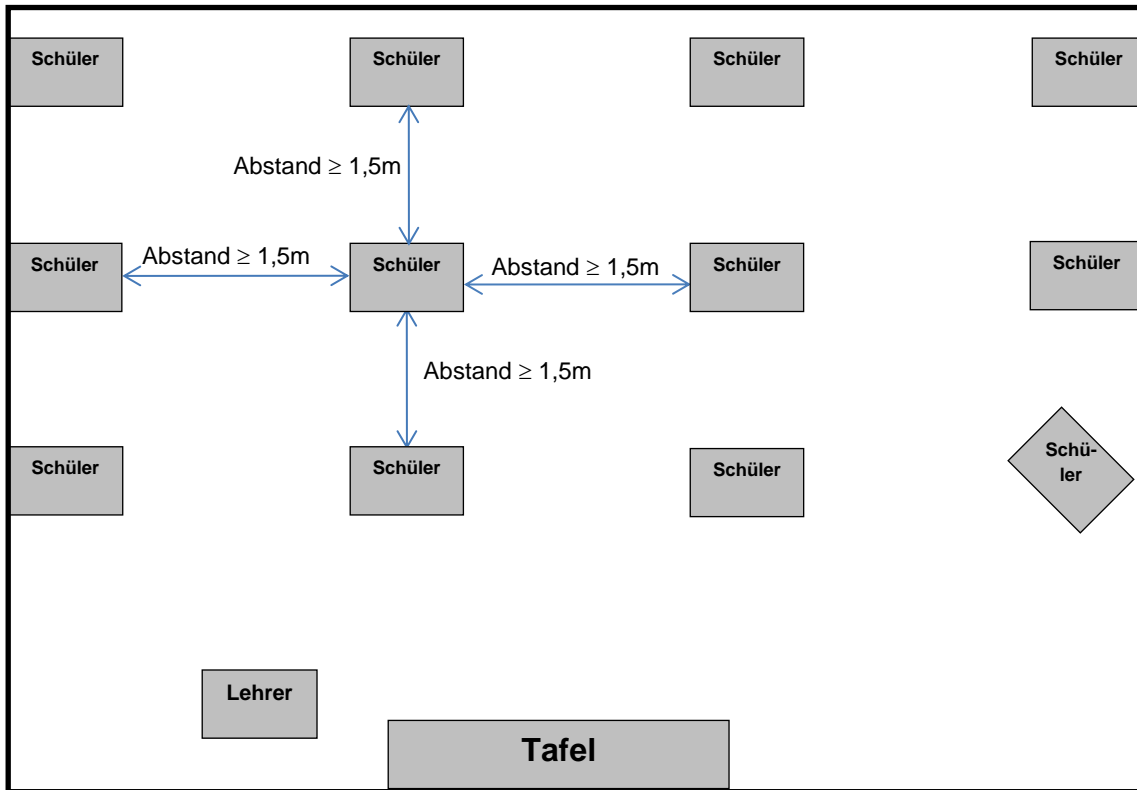 Schüler
Schüler
Schüler
Schüler
Abstand ≥ 1,5m
Schüler
Abstand ≥ 1,5m
Schüler
Abstand ≥ 1,5m
Schüler
Schüler
Abstand ≥ 1,5m
Schüler
Schüler
Schüler
Schü-
ler
Lehrer
Tafel